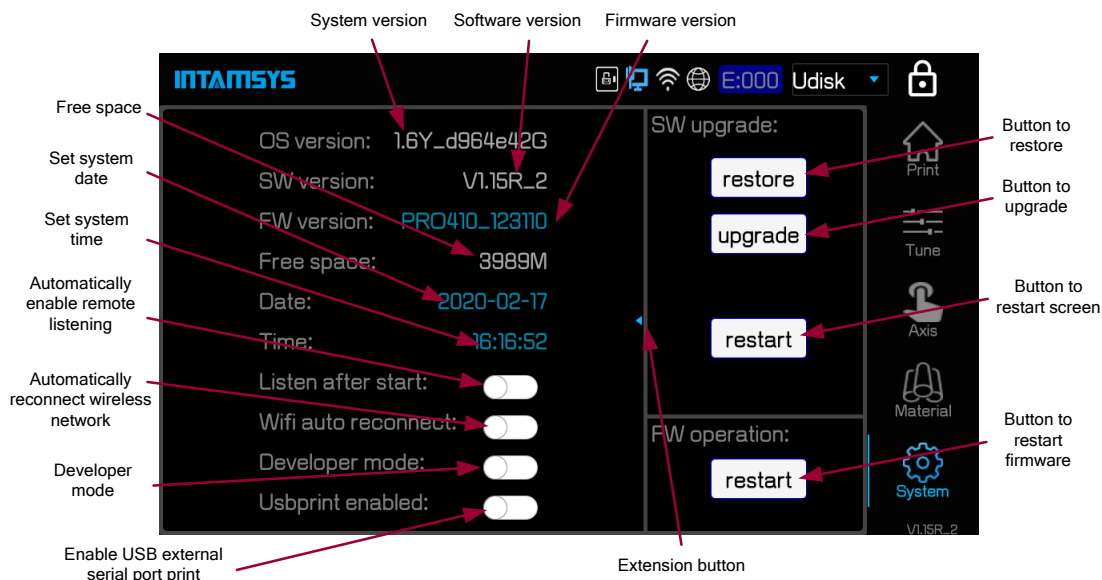 System version
Software version
Firmware version
INTAMSYS
E:000
Udisk
Free space
Set system
date
Set system
time
Automatically
enable remote
listening
Automatically
reconnect wireless
network
Developer
mode
Enable USB external
serial port print
OS version: 1.6Y_d964e42G
SW version: V1.15R_2
FW version: PRO410_123110
Free space: 3989M
Date: 2020-02-17
Time: 16:16:52
Listen after start:
Wifi auto reconnect:
Developer mode:
Usbprint enabled:
SW upgrade:
restore
upgrade
restart
FW operation:
restart
Print
Tune
Axis
Material
System
V1.15R_2
Button to
restore
Button to
upgrade
Button to
restart screen
Button to
restart
firmware
Extension button